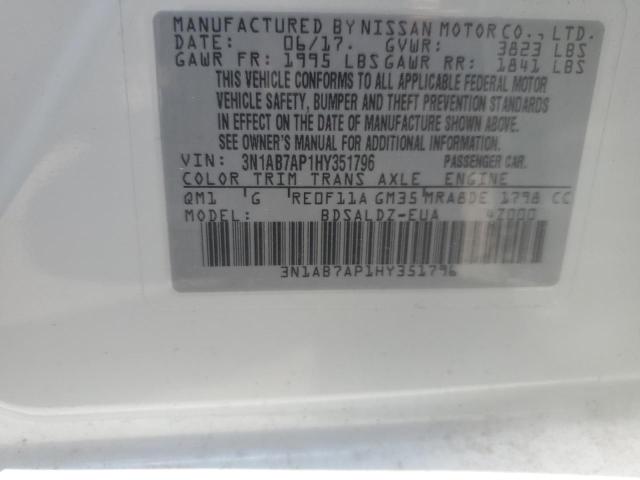 MANUFACTURED BY NISSAN MOTOR CO., LTD.
DATE: 06/17. GVWR: 3823 LBS
GAWR FR: 1995 LBS GAWR RR: 1841 LBS
THIS VEHICLE CONFORMS TO ALL APPLICABLE FEDERAL MOTOR
VEHICLE SAFETY, BUMPER AND THEFT PREVENTION STANDARDS
IN EFFECT ON THE DATE OF MANUFACTURE SHOWN ABOVE.
SEE OWNER'S MANUAL FOR ADDITIONAL INFORMATION.
VIN: 3N1AB7AP1HY351796 PASSENGER CAR.
COLOR TRIM TRANS AXLE ENGINE
QM1 G RE0F11A GM35 MRA8DE 1798 CC
MODEL: BDSALDZ-EUA 4Z000
3N1AB7AP1HY351796